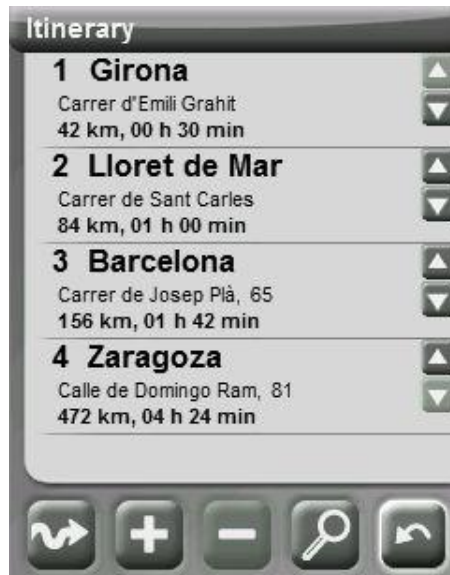 Itinerary
1 Girona
Carrer d'Emili Grahit
42 km, 00 h 30 min
2 Lloret de Mar
Carrer de Sant Carles
84 km, 01 h 00 min
3 Barcelona
Carrer de Josep Plà, 65
156 km, 01 h 42 min
4 Zaragoza
Calle de Domingo Ram, 81
472 km, 04 h 24 min